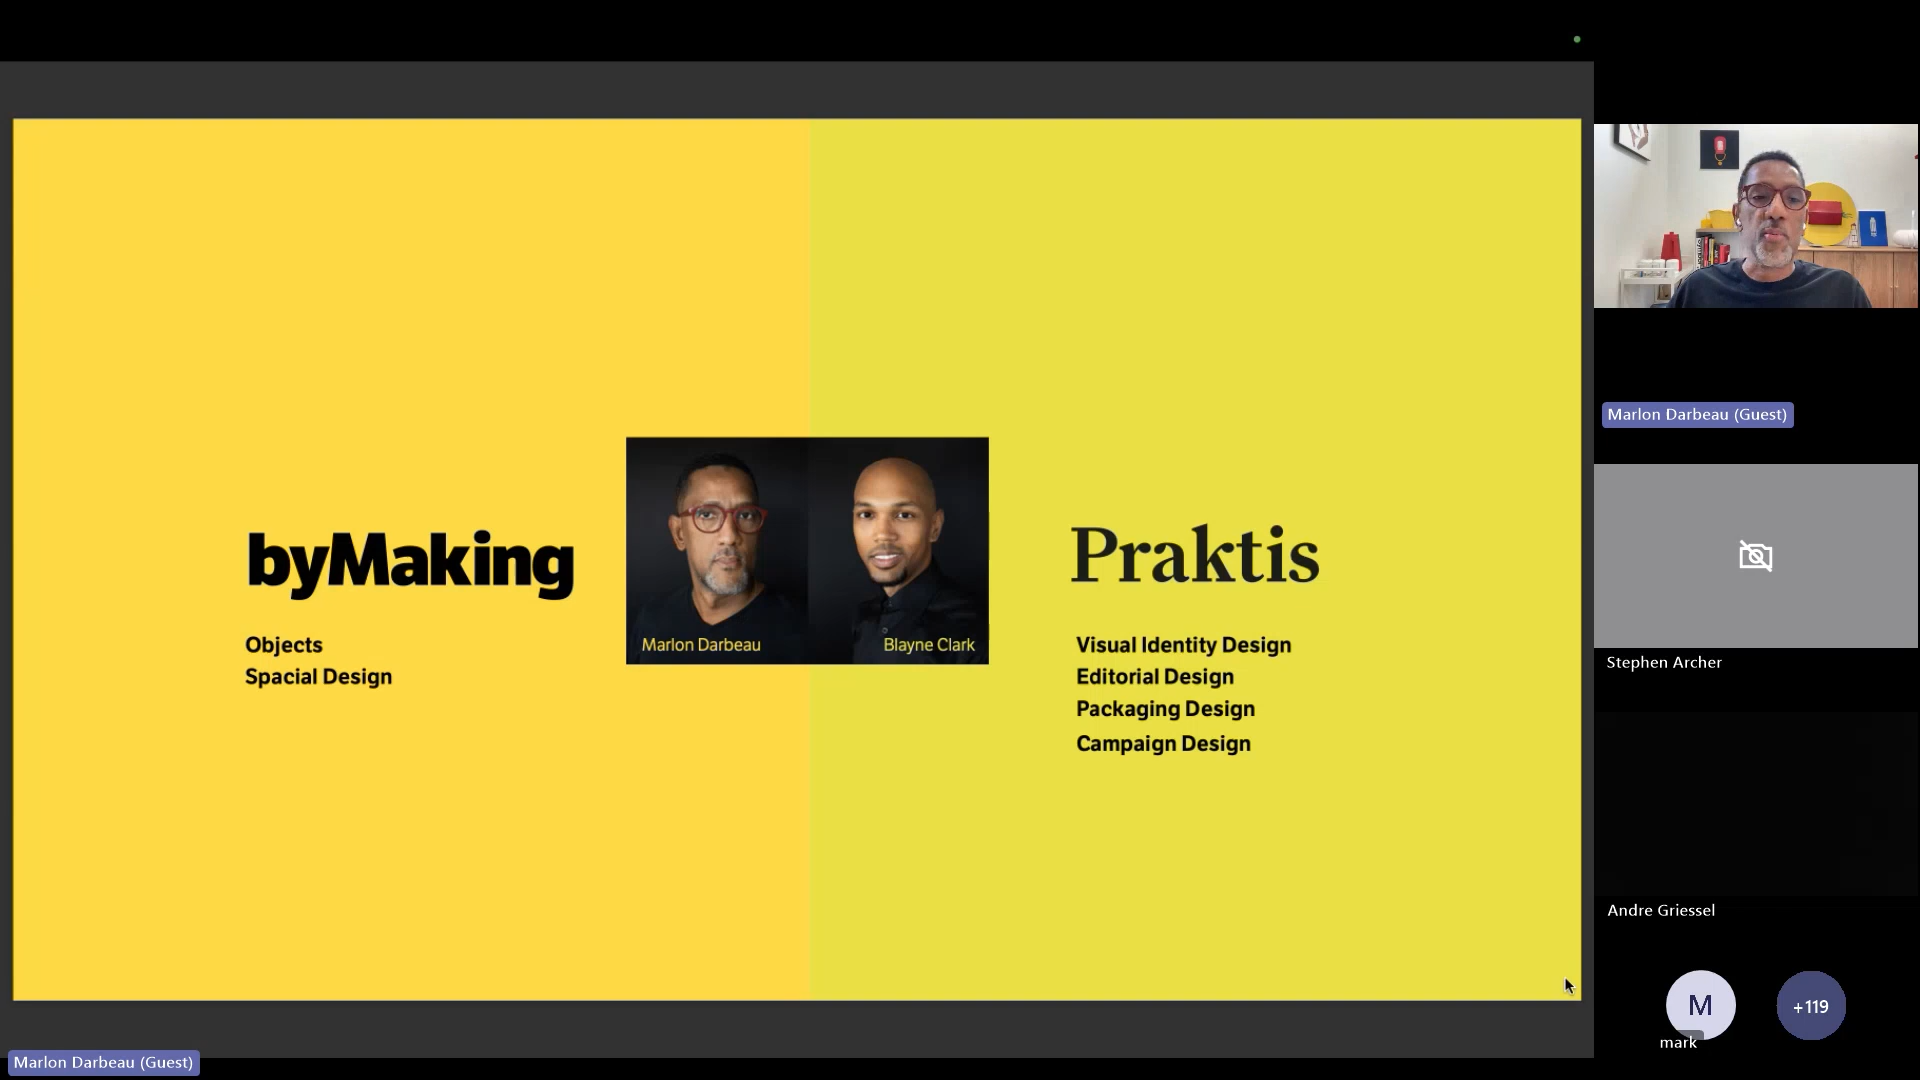 byMaking
Objects
Spacial Design
Marlon Darbeau
Blayne Clark
Praktis
Visual Identity Design
Editorial Design
Packaging Design
Campaign Design
Marlon Darbeau (Guest)
Stephen Archer
Andre Griessel
M
mark
+119
Marlon Darbeau (Guest)